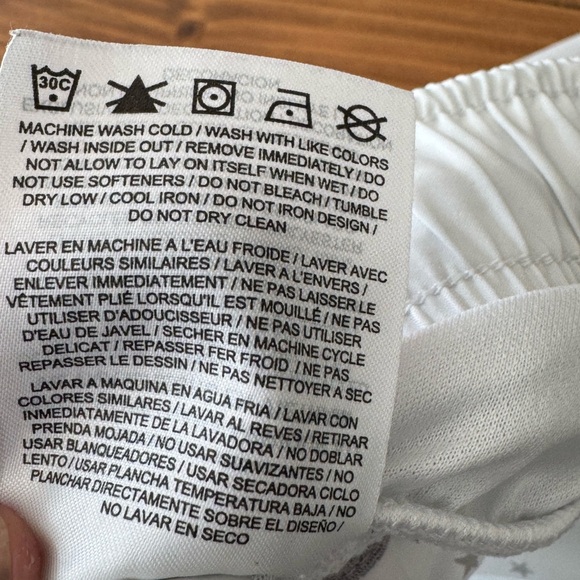 30C
MACHINE WASH COLD / WASH WITH LIKE COLORS
/ WASH INSIDE OUT / REMOVE IMMEDIATELY / DO
NOT ALLOW TO LAY ON ITSELF WHEN WET / DO
NOT USE SOFTENERS / DO NOT BLEACH / TUMBLE
DRY LOW / COOL IRON / DO NOT IRON DESIGN /
DO NOT DRY CLEAN
LAVER EN MACHINE A L'EAU FROIDE / LAVER AVEC
COULEURS SIMILAIRES / LAVER A L'ENVERS /
ENLEVER IMMEDIATEMENT / NE PAS LAISSER LE
VÊTEMENT PLIÉ LORSQU'IL EST MOUILLÉ / NE PAS
UTILISER D'ADOUCISSEUR / NE PAS UTILISER
D'EAU DE JAVEL / SECHER EN MACHINE CYCLE
DELICAT / REPASSER FER FROID / NE PAS
REPASSER LE DESSIN / NE PAS NETTOYER A SEC
LAVAR A MAQUINA EN AGUA FRIA / LAVAR CON
COLORES SIMILARES / LAVAR AL REVES / RETIRAR
INMEDIATAMENTE DE LA LAVADORA / NO DOBLAR
PRENDA MOJADA / NO USAR SUAVIZANTES / NO
USAR BLANQUEADORES / USAR SECADORA CICLO
LENTO / USAR PLANCHA TEMPERATURA BAJA / NO
PLANCHAR DIRECTAMENTE SOBRE EL DISEÑO /
NO LAVAR EN SECO